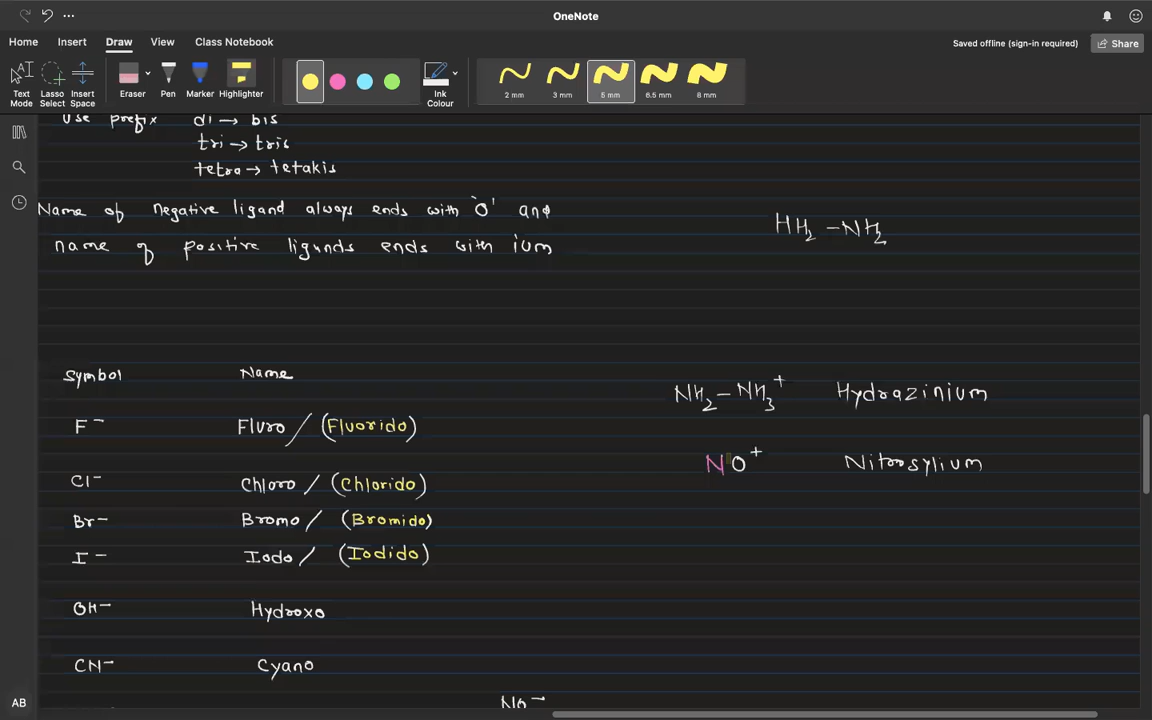 OneNote
Home Insert Draw View Class Notebook
Saved offline (sign-in required) Share
Text Mode Lasso Select Insert Space Eraser Pen Marker Highlighter Ink Colour 2 mm 3 mm 5 mm 6.5 mm 8 mm
Use prefix di → bis
tri → tris
tetra → tetakis
Name of negative ligand always ends with 'O' and
name of positive ligands ends with ium
HH₂ – NH₂
Symbol Name
NH₂ – NH₃⁺ Hydrazinium
F⁻ Fluro / (Fluorido)
NO⁺ Nitrosylium
Cl⁻ Chloro / (Chlorido)
Br⁻ Bromo / (Bromido)
I⁻ Iodo / (Iodido)
OH⁻ Hydroxo
CN⁻ Cyano
AB